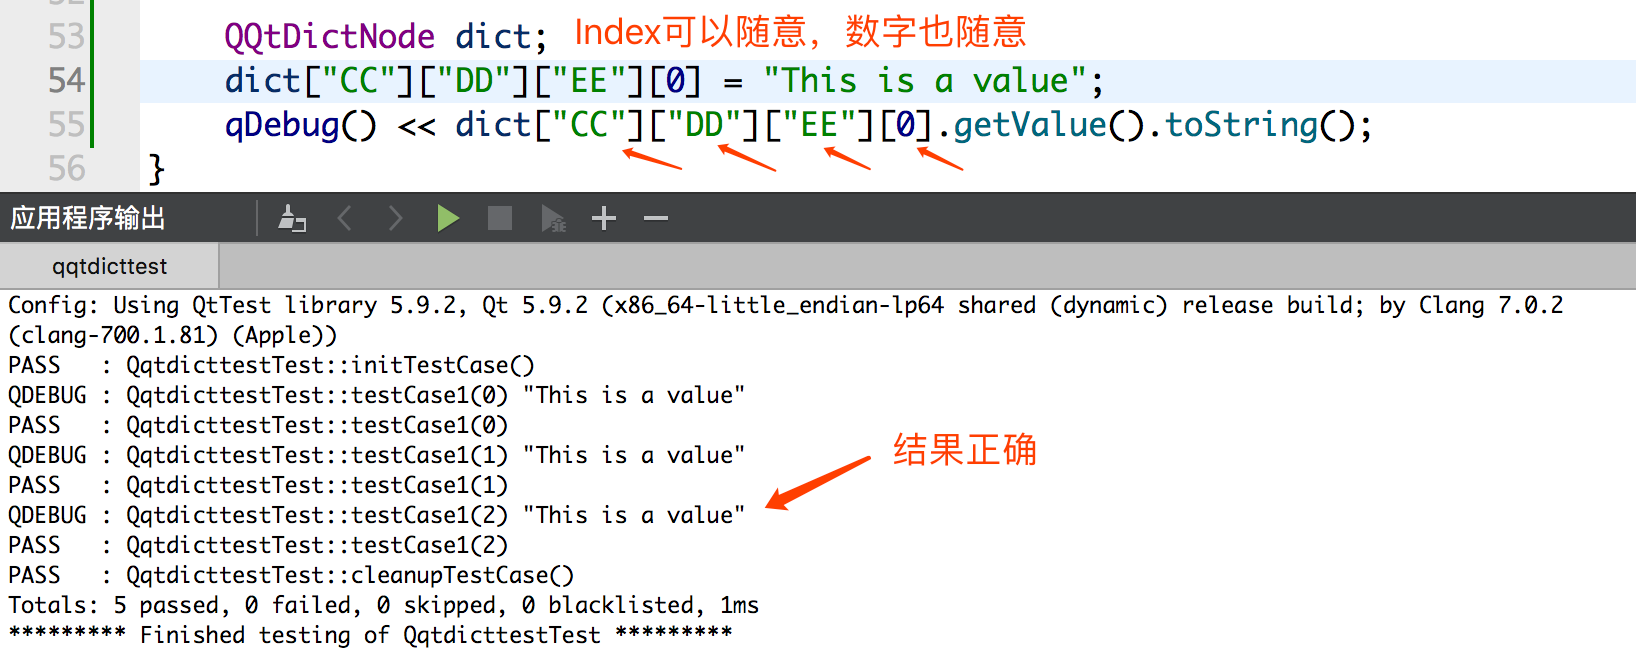 53 QQtDictNode dict; Index可以随意，数字也随意
54 dict["CC"]["DD"]["EE"][0] = "This is a value";
55 qDebug() << dict["CC"]["DD"]["EE"][0].getValue().toString();
56 }
应用程序输出
qqtdicttest
Config: Using QtTest library 5.9.2, Qt 5.9.2 (x86_64-little_endian-lp64 shared (dynamic) release build; by Clang 7.0.2
(clang-700.1.81) (Apple))
PASS   : QqtdicttestTest::initTestCase()
QDEBUG : QqtdicttestTest::testCase1(0) "This is a value"
PASS   : QqtdicttestTest::testCase1(0)
QDEBUG : QqtdicttestTest::testCase1(1) "This is a value"
结果正确
PASS   : QqtdicttestTest::testCase1(1)
QDEBUG : QqtdicttestTest::testCase1(2) "This is a value"
PASS   : QqtdicttestTest::testCase1(2)
PASS   : QqtdicttestTest::cleanupTestCase()
Totals: 5 passed, 0 failed, 0 skipped, 0 blacklisted, 1ms
********* Finished testing of QqtdicttestTest *********